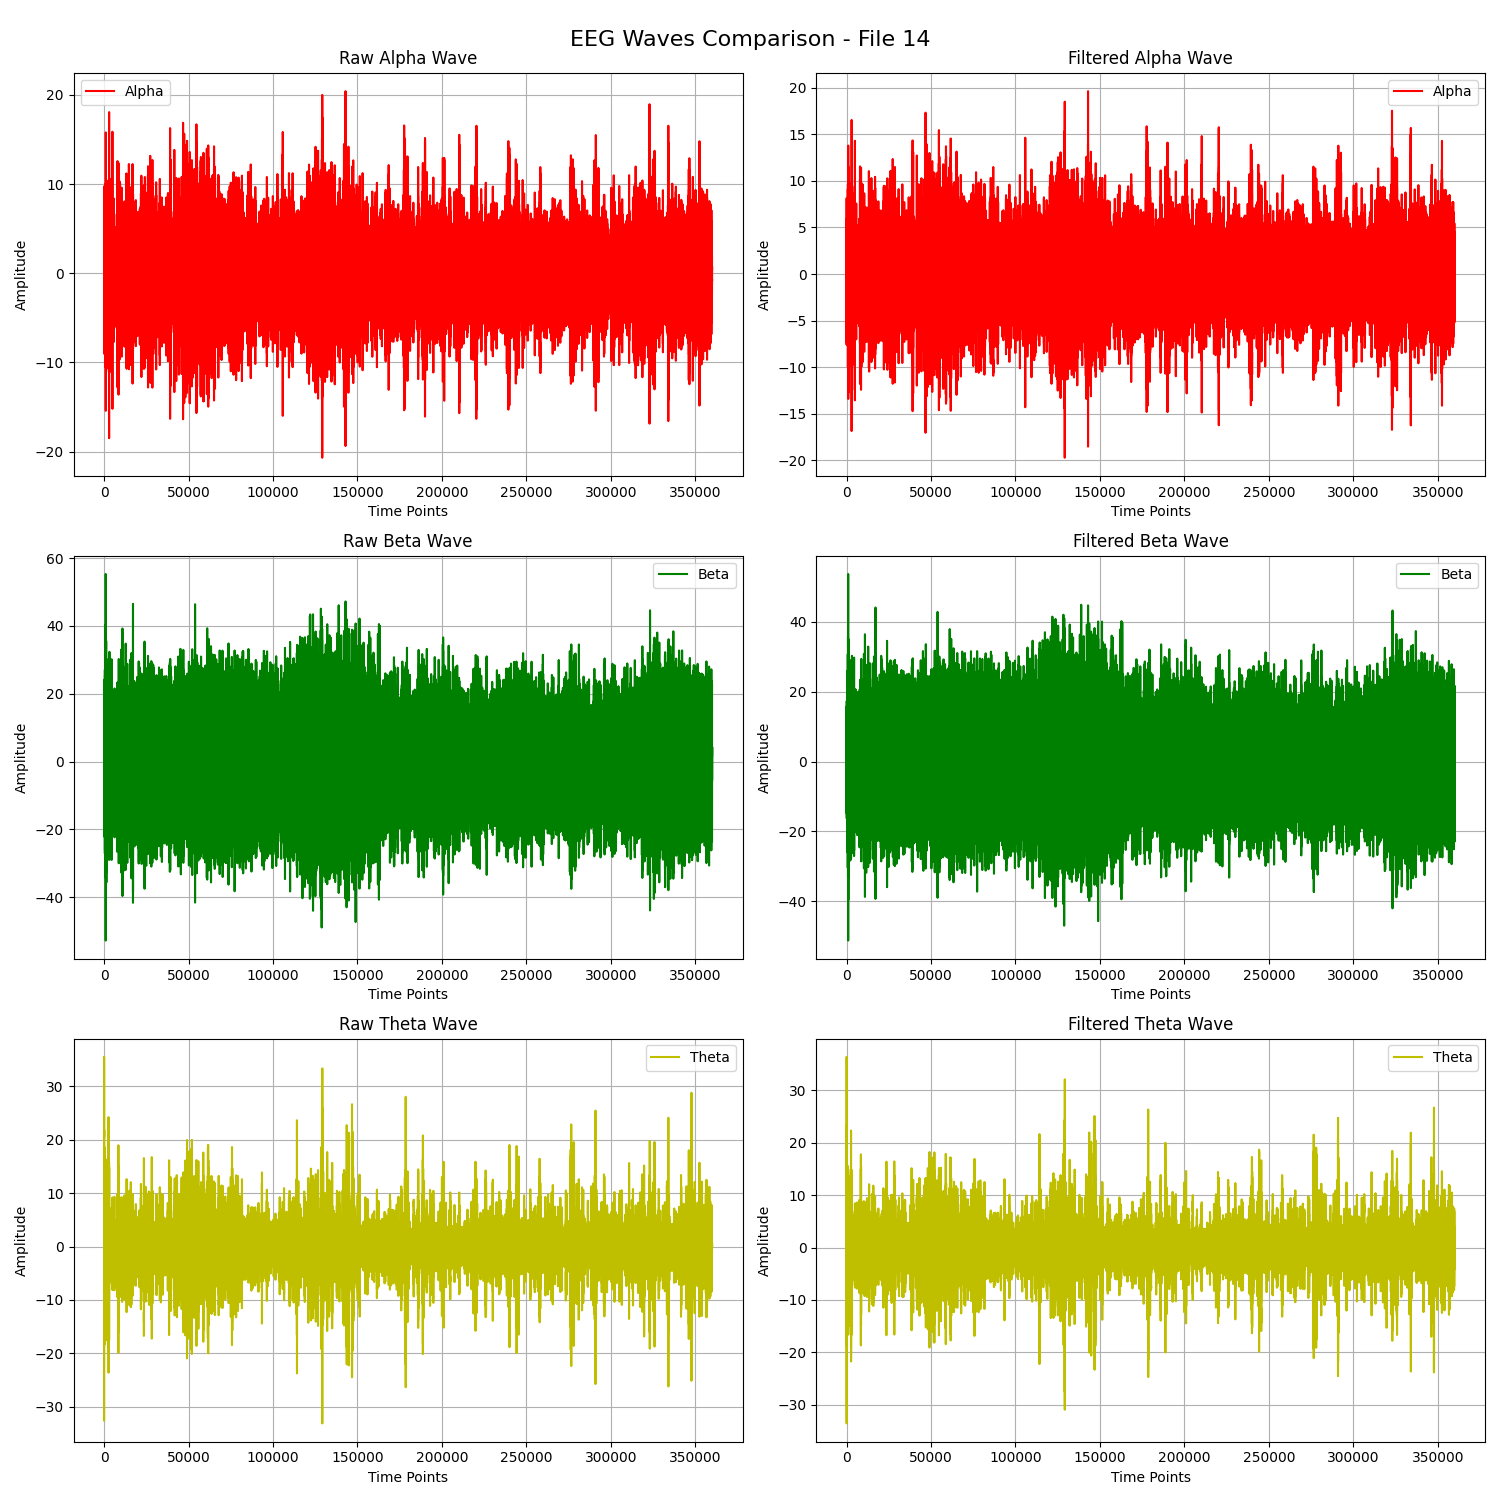 EEG Waves Comparison - File 14
Raw Alpha Wave
Alpha
20
10
0
−10
−20
Amplitude
0 50000 100000 150000 200000 250000 300000 350000
Time Points
Filtered Alpha Wave
Alpha
20
15
10
5
0
−5
−10
−15
−20
Amplitude
0 50000 100000 150000 200000 250000 300000 350000
Time Points
Raw Beta Wave
Beta
60
40
20
0
−20
−40
Amplitude
0 50000 100000 150000 200000 250000 300000 350000
Time Points
Filtered Beta Wave
Beta
40
20
0
−20
−40
Amplitude
0 50000 100000 150000 200000 250000 300000 350000
Time Points
Raw Theta Wave
Theta
30
20
10
0
−10
−20
−30
Amplitude
0 50000 100000 150000 200000 250000 300000 350000
Time Points
Filtered Theta Wave
Theta
30
20
10
0
−10
−20
−30
Amplitude
0 50000 100000 150000 200000 250000 300000 350000
Time Points